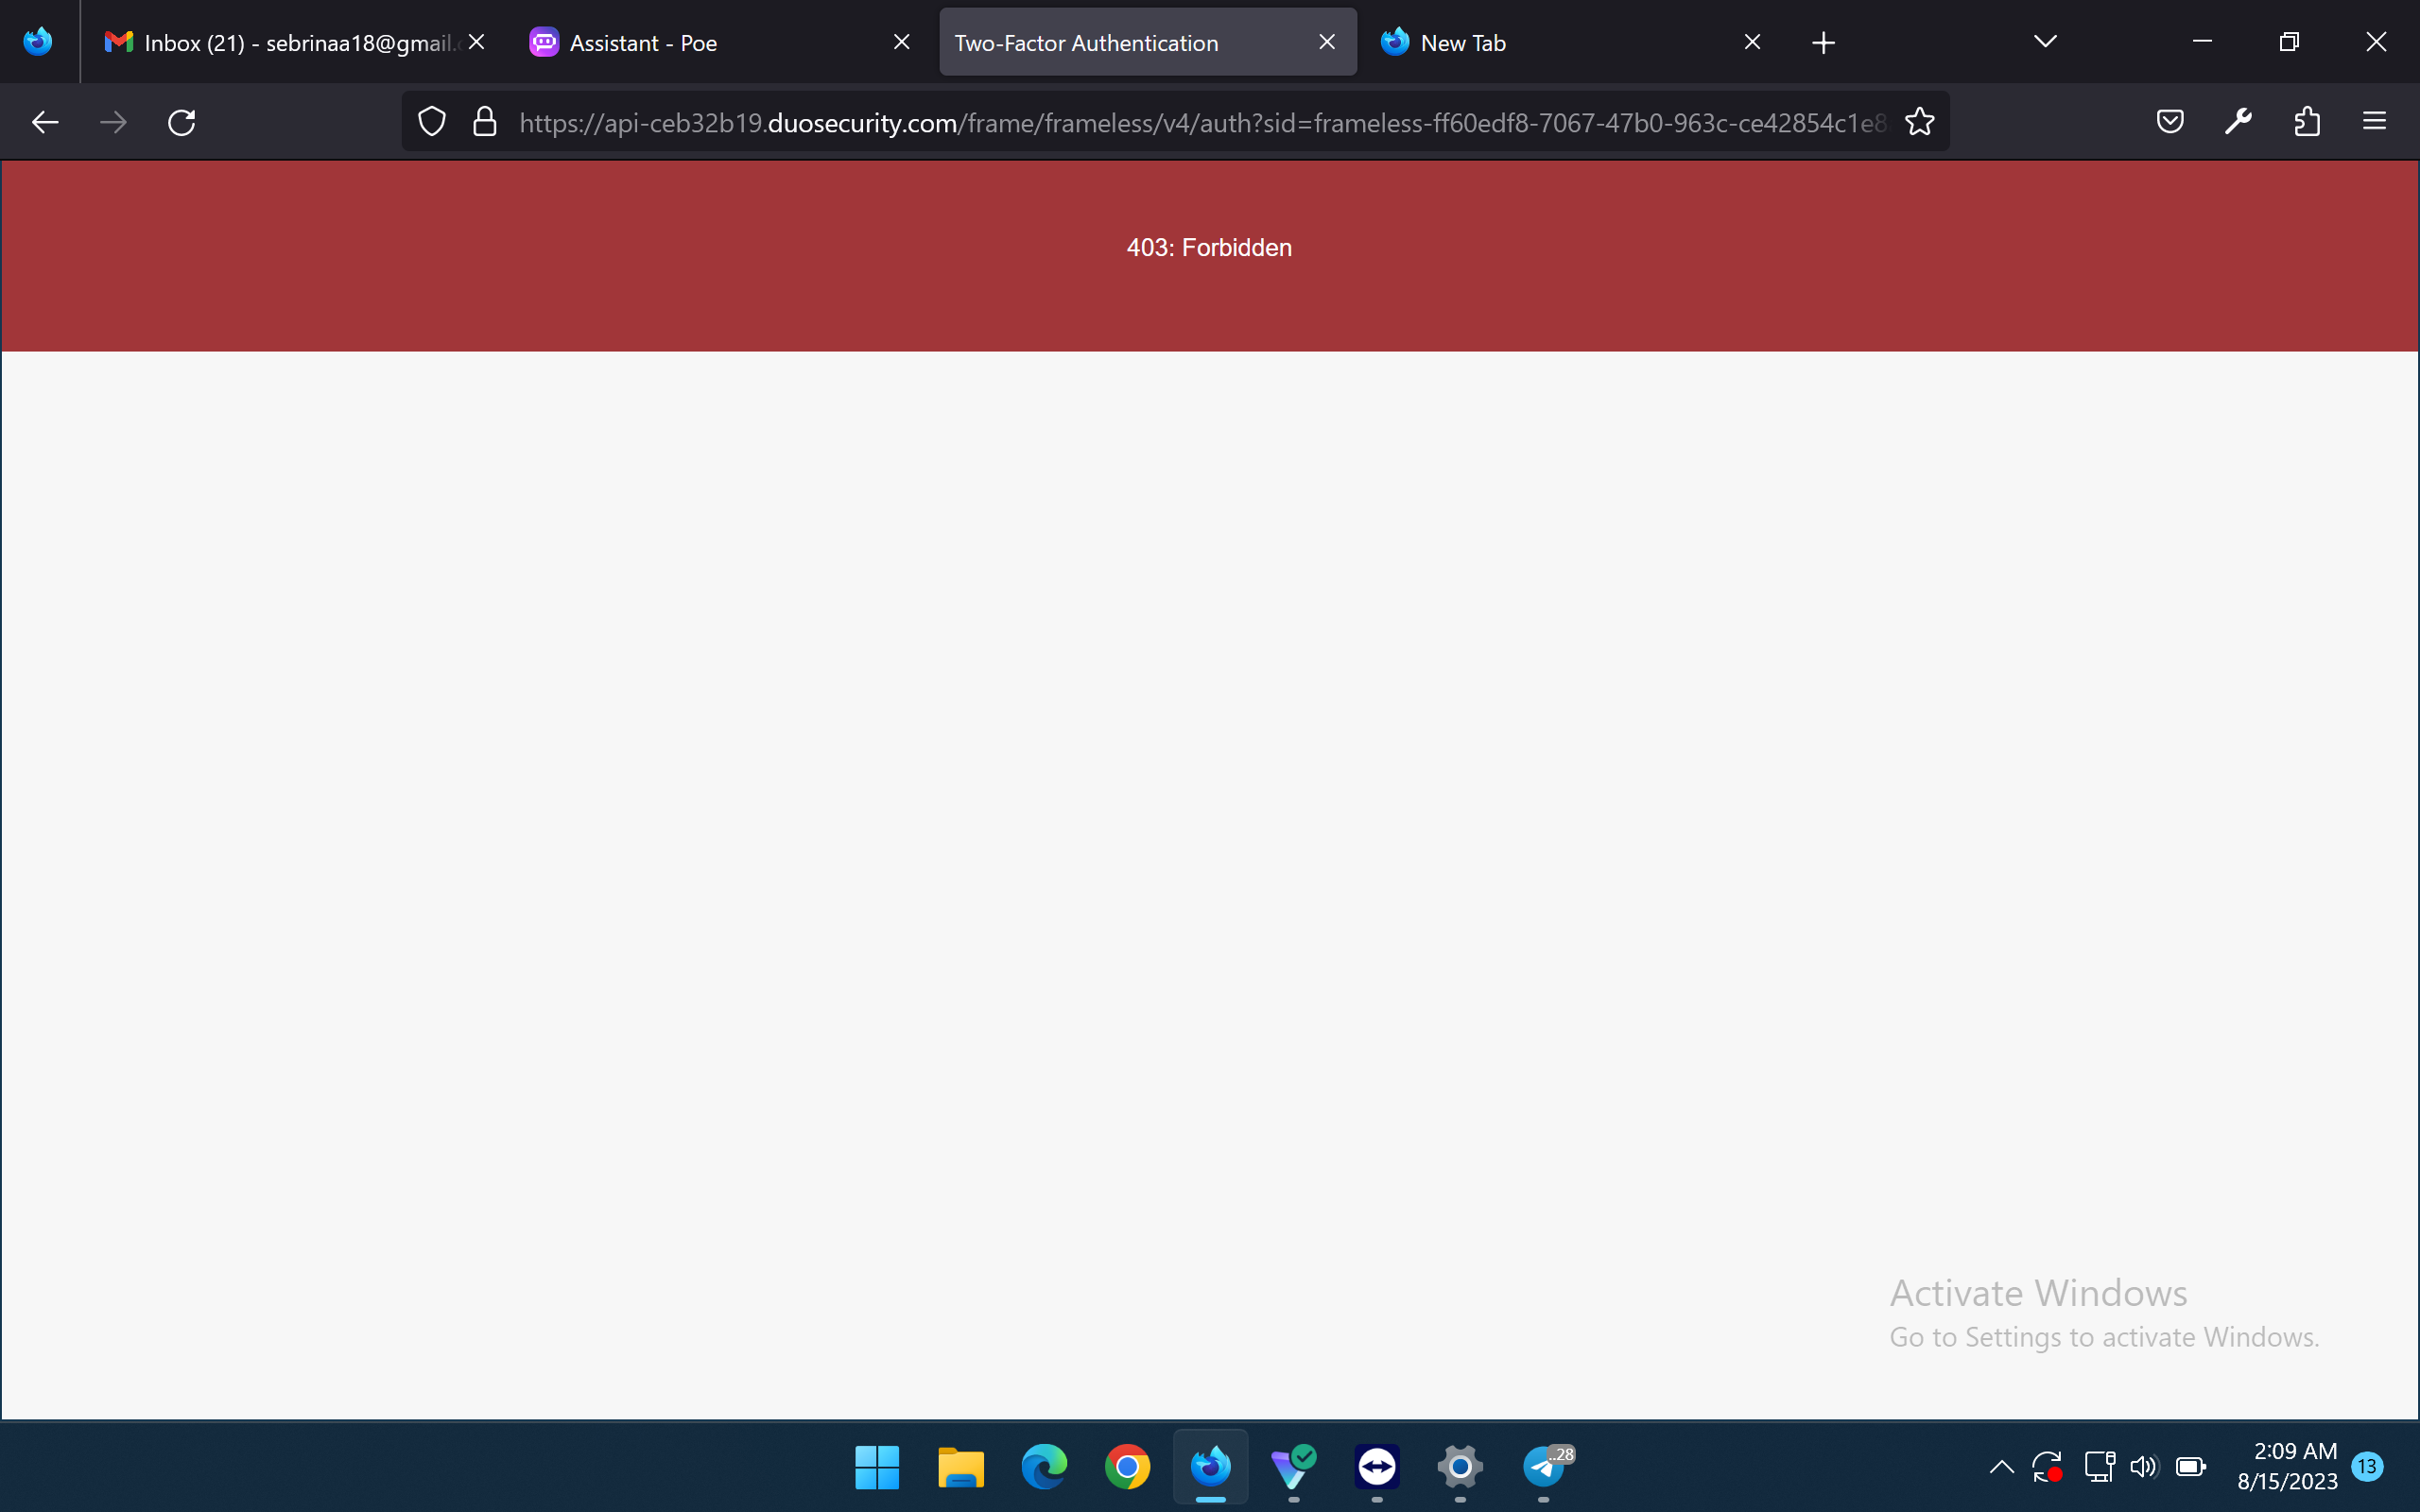 Inbox (21) - sebrinaa18@gmail.
Assistant - Poe
Two-Factor Authentication
New Tab
https://api-ceb32b19.duosecurity.com/frame/frameless/v4/auth?sid=frameless-ff60edf8-7067-47b0-963c-ce42854c1e8
403: Forbidden
Activate Windows
Go to Settings to activate Windows.
..28
2:09 AM
8/15/2023
13